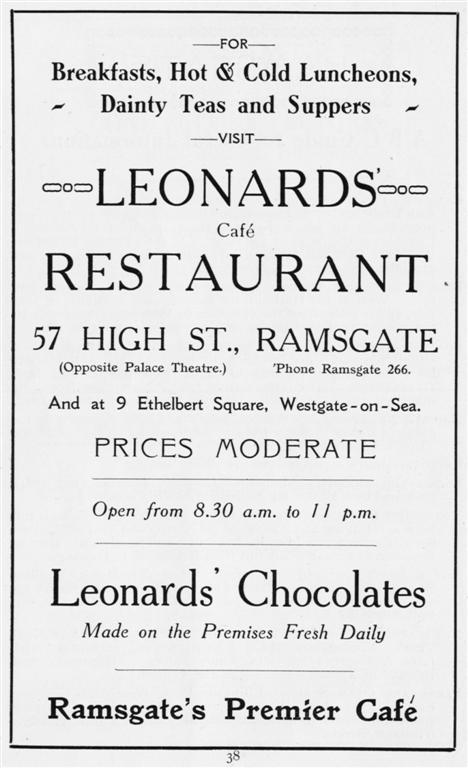 FOR
Breakfasts, Hot & Cold Luncheons,
Dainty Teas and Suppers
VISIT
LEONARDS'
Café
RESTAURANT
57 HIGH ST., RAMSGATE
(Opposite Palace Theatre.) 'Phone Ramsgate 266.
And at 9 Ethelbert Square, Westgate-on-Sea.
PRICES MODERATE
Open from 8.30 a.m. to 11 p.m.
Leonards' Chocolates
Made on the Premises Fresh Daily
Ramsgate's Premier Café
38